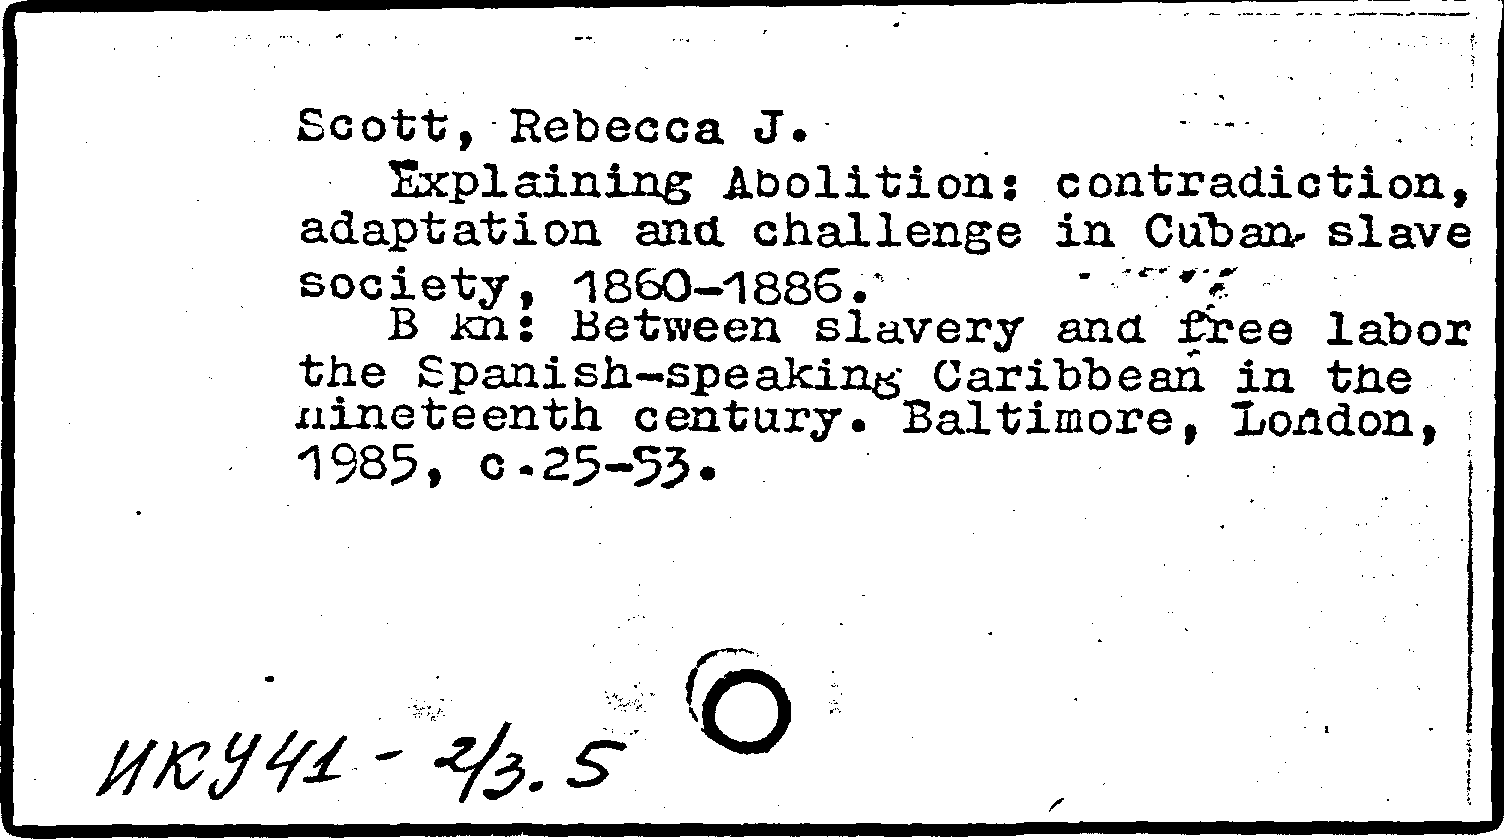 Scott, Rebecca J.
Explaining Abolition: contradiction,
adaptation and challenge in Cuban slave
society, 1860-1886.
B kn: Between slavery and free labor
the Spanish-speaking Caribbean in the
nineteenth century. Baltimore, London,
1985, c.25-53.
ИКУ41 - 2/3. 5